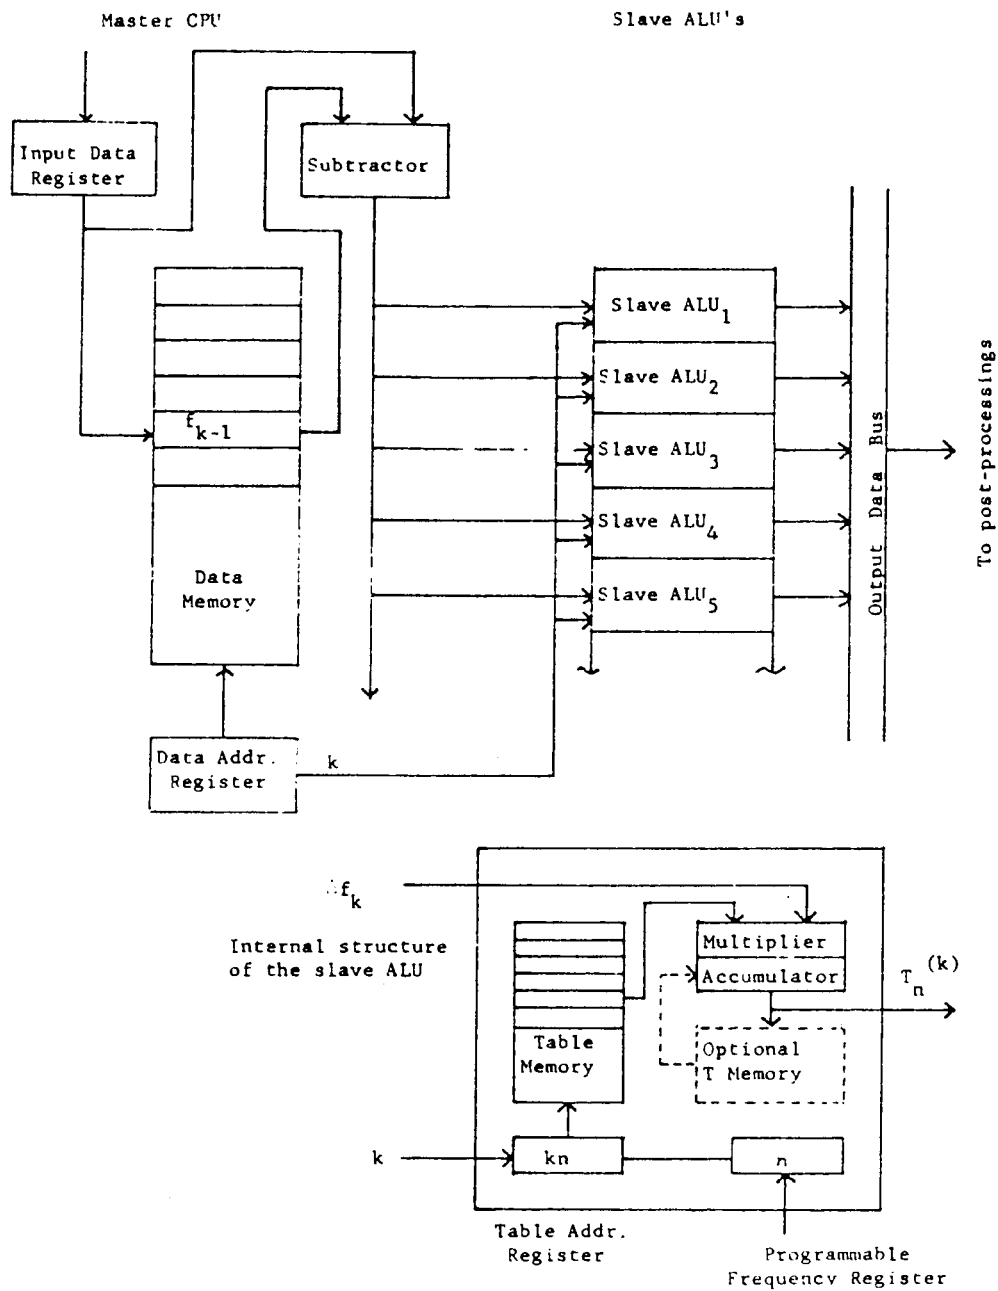 Master CPU
Slave ALU's
Input Data
Register
Subtractor
f k-1
Data
Memory
Data Addr.
Register
k
Slave ALU1
Slave ALU2
Slave ALU3
Slave ALU4
Slave ALU5
Output Data Bus
To post-processings
Δfk
Internal structure
of the slave ALU
Multiplier
Accumulator
Tn(k)
Table
Memory
Optional
T Memory
k
kn
n
Table Addr.
Register
Programmable
Frequency Register